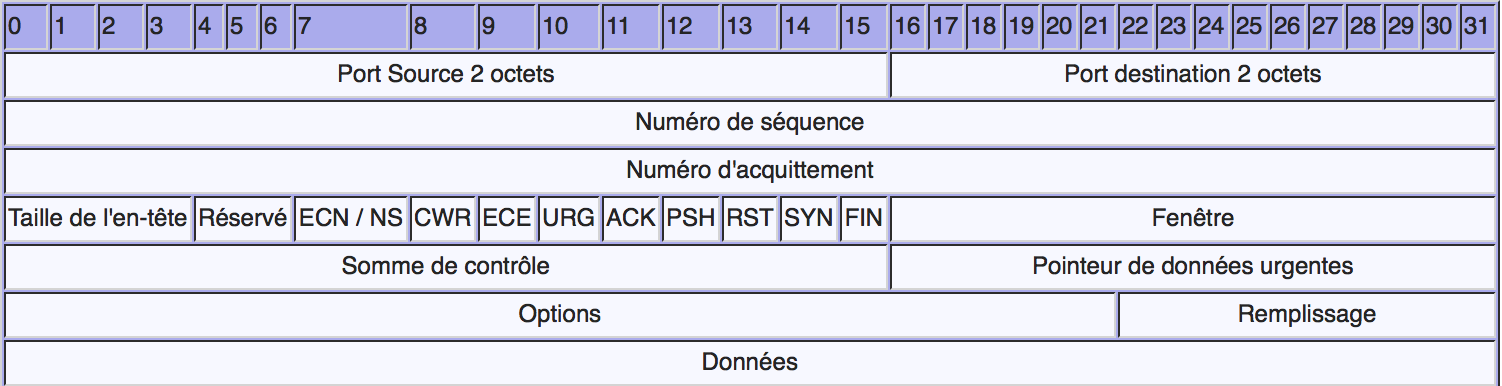 0 1 2 3 4 5 6 7 8 9 10 11 12 13 14 15 16 17 18 19 20 21 22 23 24 25 26 27 28 29 30 31
Port Source 2 octets Port destination 2 octets
Numéro de séquence
Numéro d'acquittement
Taille de l'en-tête Réservé ECN / NS CWR ECE URG ACK PSH RST SYN FIN Fenêtre
Somme de contrôle Pointeur de données urgentes
Options Remplissage
Données